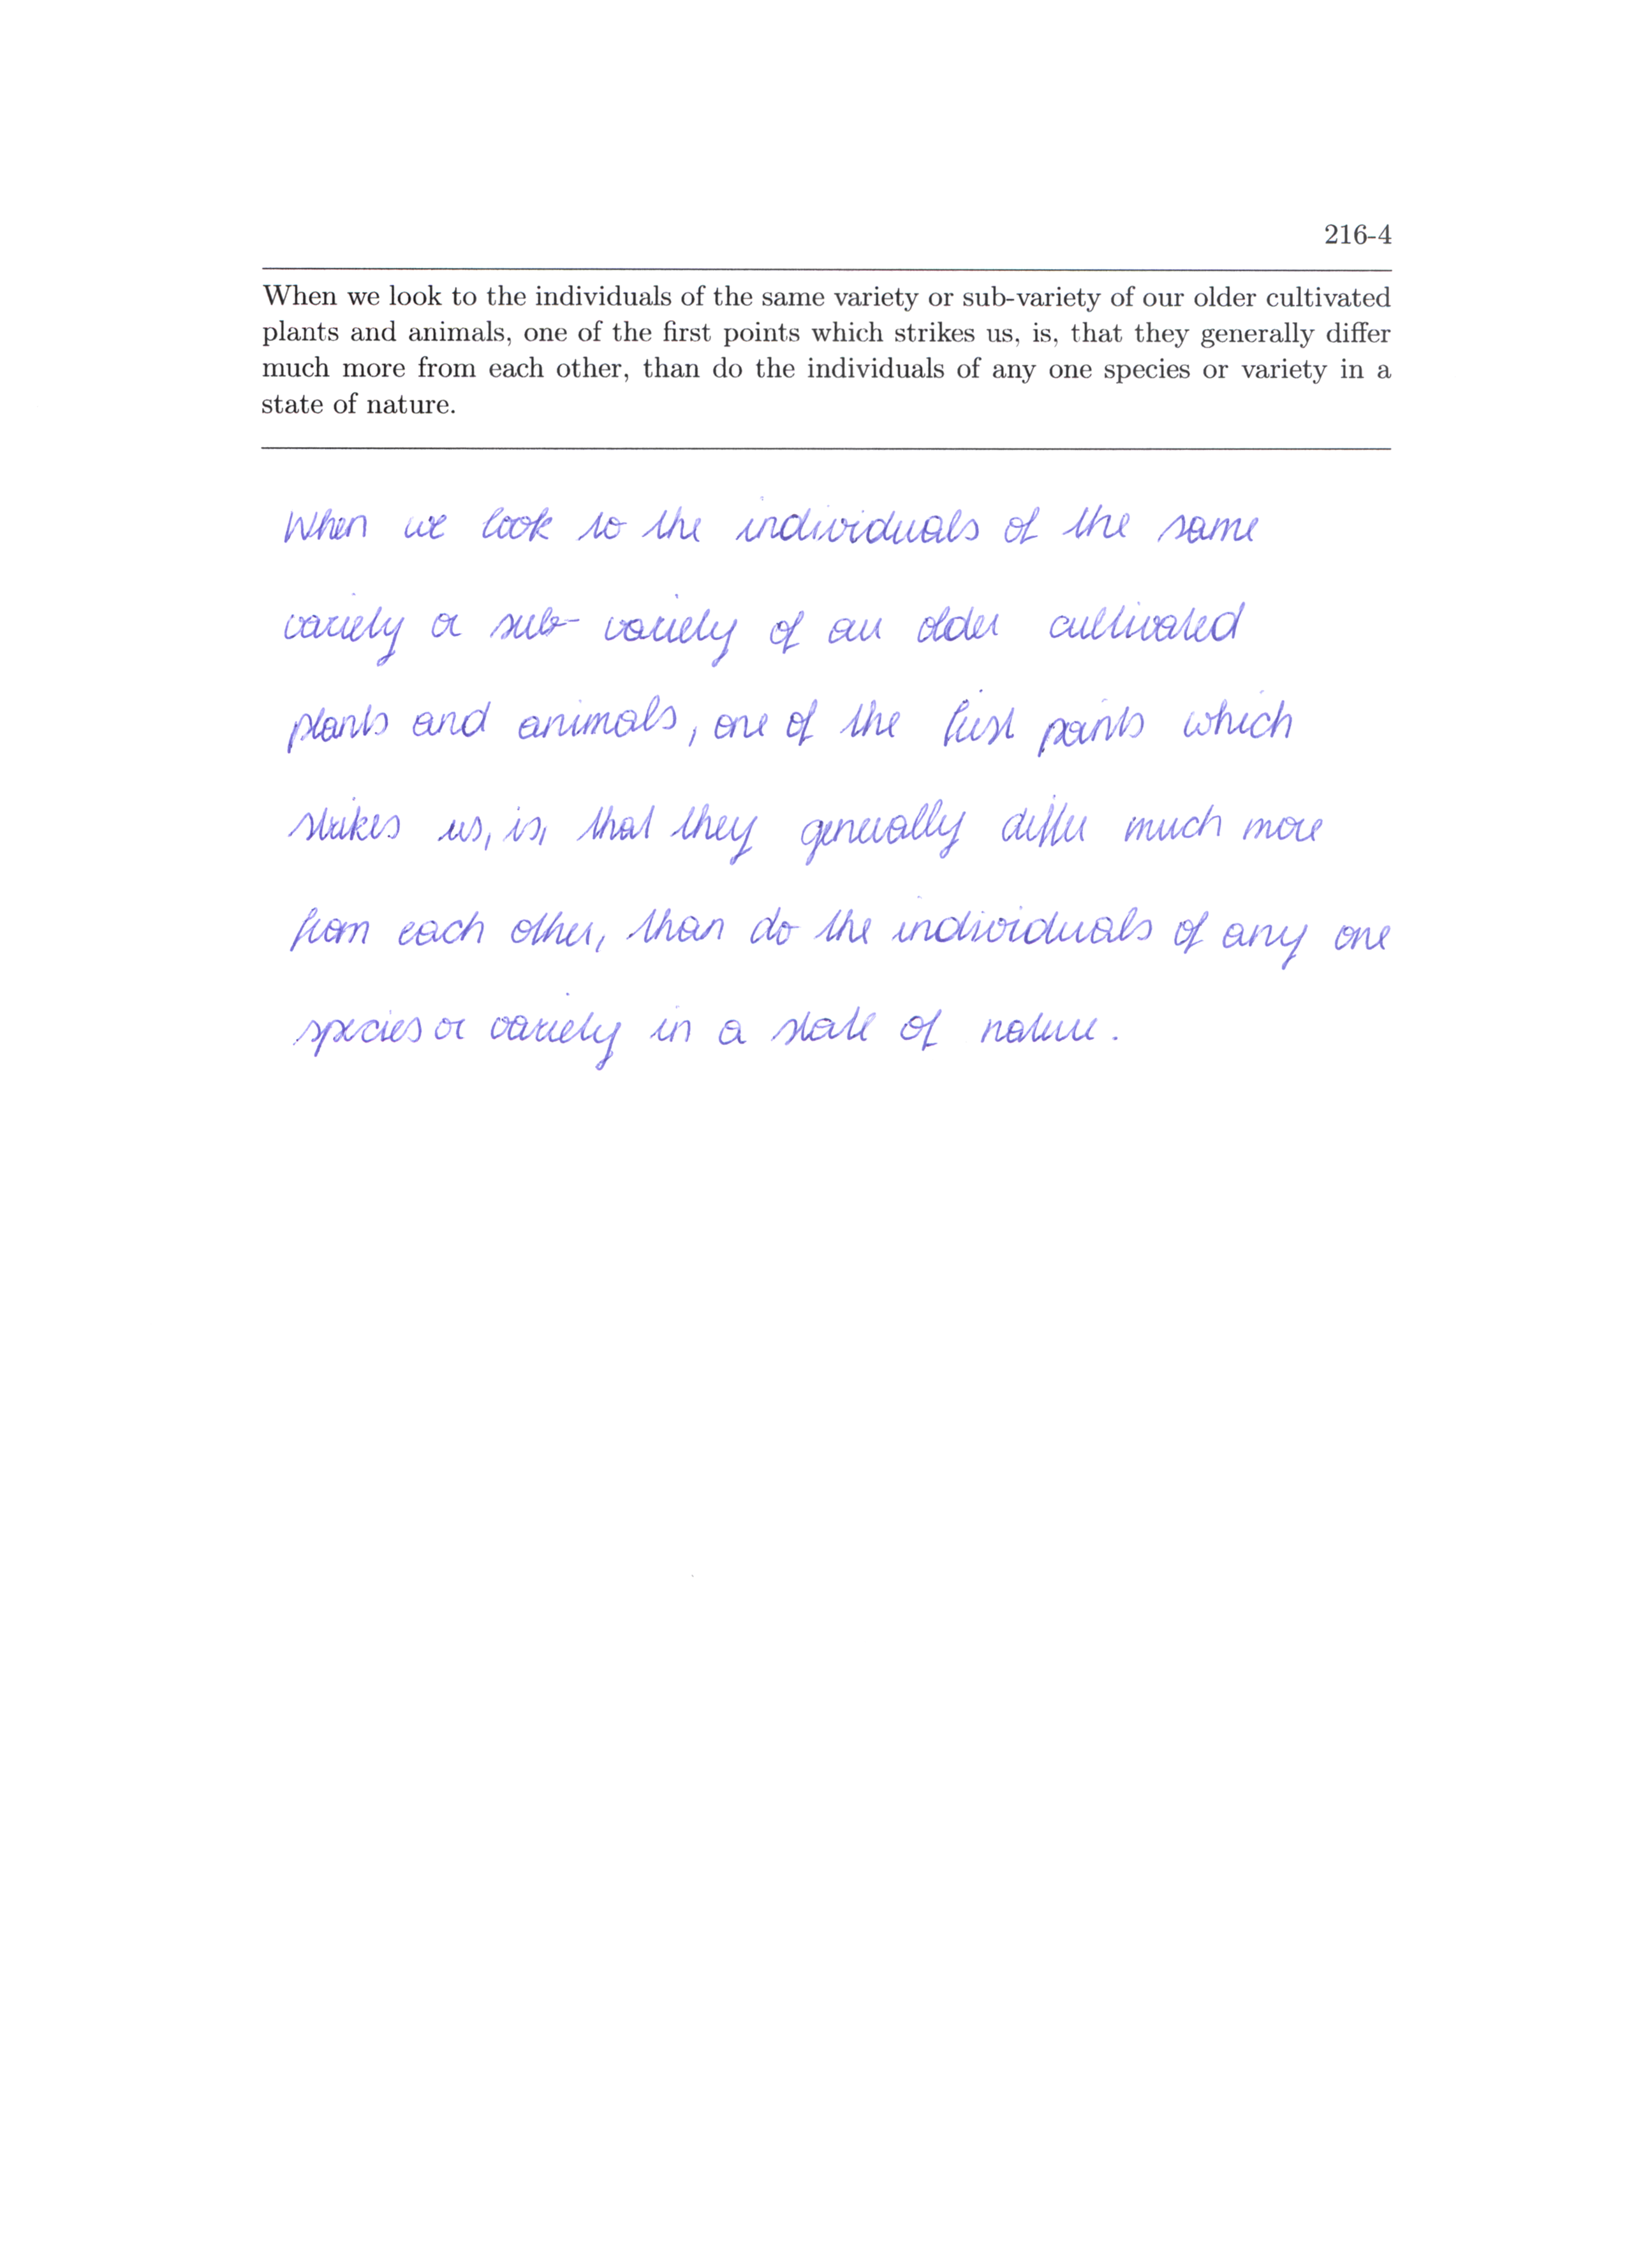 216-4
When we look to the individuals of the same variety or sub-variety of our older cultivated
plants and animals, one of the first points which strikes us, is, that they generally differ
much more from each other, than do the individuals of any one species or variety in a
state of nature.
When we look to the individuals of the same
variety or sub-variety of our older cultivated
plants and animals, one of the first points which
strikes us, is, that they generally differ much more
from each other, than do the individuals of any one
species or variety in a state of nature.